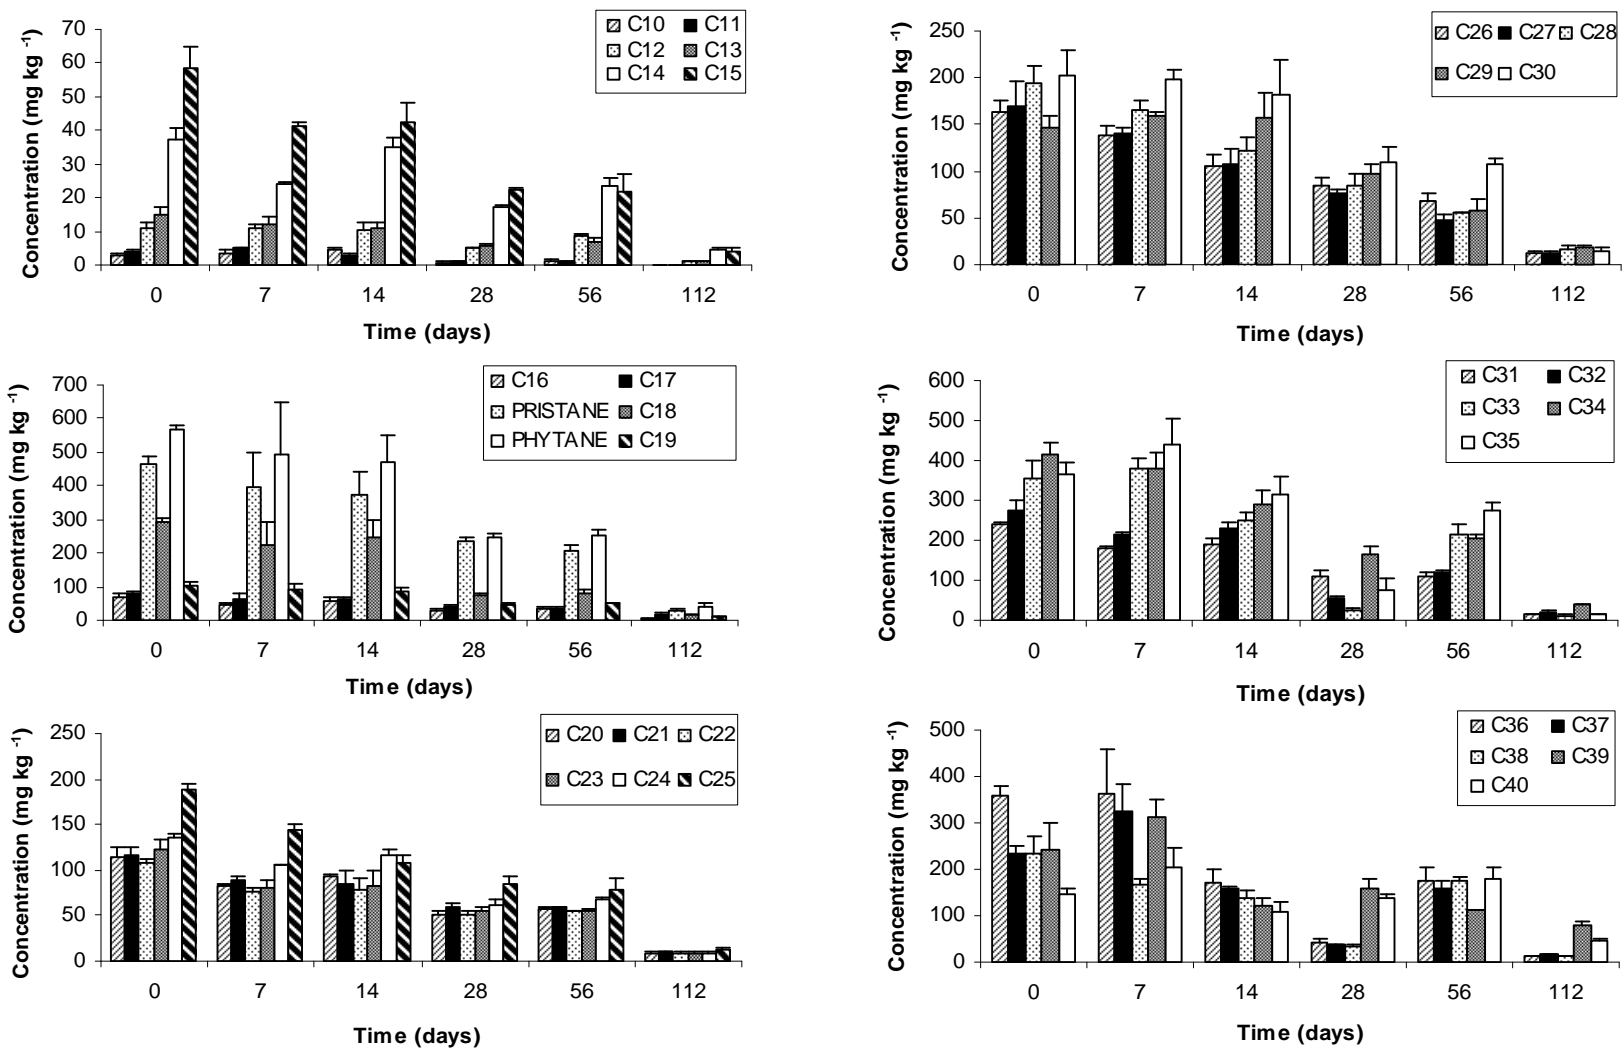 Concentration (mg kg -1)
70
60
50
40
30
20
10
0
C10 C11
C12 C13
C14 C15
0 7 14 28 56 112
Time (days)
Concentration (mg kg -1)
250
200
150
100
50
0
C26 C27 C28
C29 C30
0 7 14 28 56 112
Time (days)
Concentration (mg kg -1)
700
600
500
400
300
200
100
0
C16 C17
PRISTANE C18
PHYTANE C19
0 7 14 28 56 112
Time (days)
Concentration (mg kg -1)
600
500
400
300
200
100
0
C31 C32
C33 C34
C35
0 7 14 28 56 112
Time (days)
Concentration (mg kg -1)
250
200
150
100
50
0
C20 C21 C22
C23 C24 C25
0 7 14 28 56 112
Time (days)
Concentration (mg kg -1)
500
400
300
200
100
0
C36 C37
C38 C39
C40
0 7 14 28 56 112
Time (days)